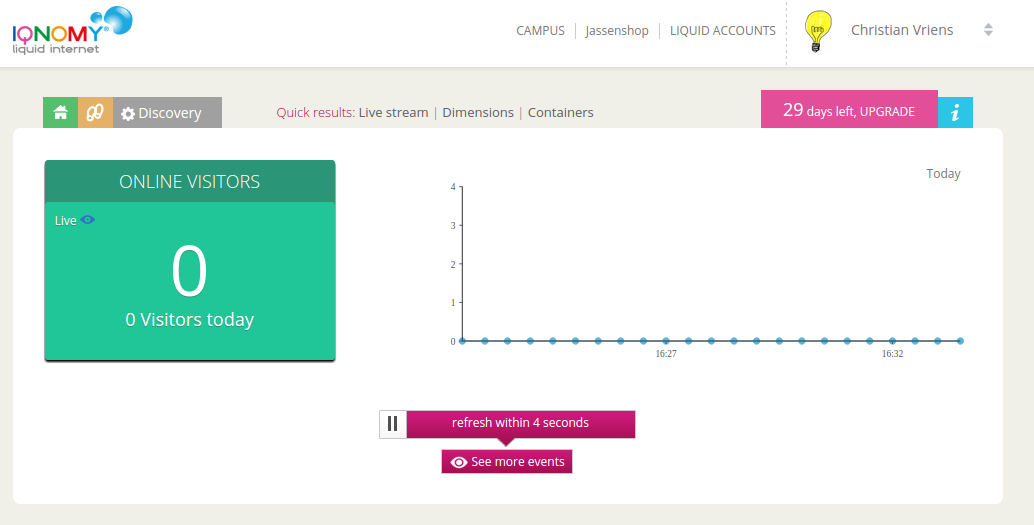 IQNOMY®
liquid internet
CAMPUS | Jassenshop | LIQUID ACCOUNTS
Christian Vriens
Discovery
Quick results: Live stream | Dimensions | Containers
29 days left, UPGRADE
i
ONLINE VISITORS
Live
0
0 Visitors today
Today
4
3
2
1
0
16:27 16:32
refresh within 4 seconds
See more events